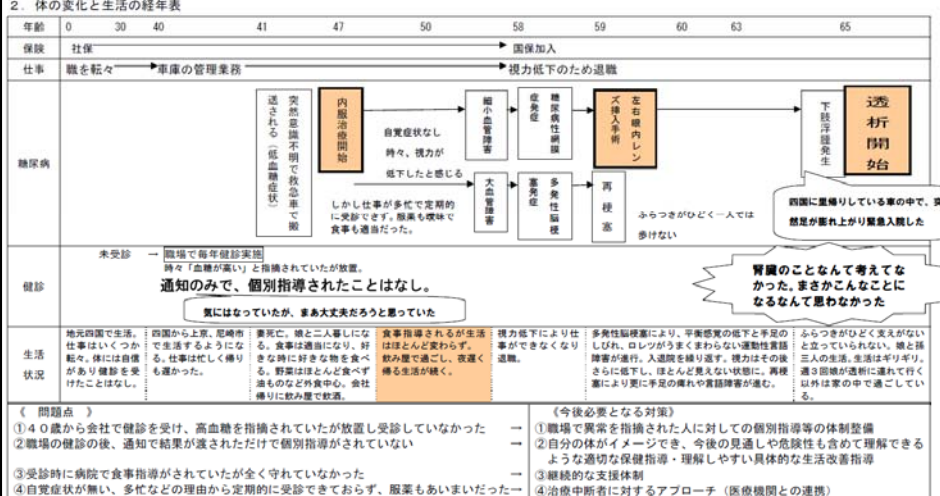 2．体の変化と生活の経年表
年齢 0 30 40 41 47 50 58 59 60 63 65
保険 社保 国保加入
仕事 職を転々 車庫の管理業務 視力低下のため退職
糖尿病
突然意識不明で救急車で搬
送される（低血糖症状）
内服治療開始
自覚症状なし
時々、視力が
低下したと感じる
しかし仕事が多忙で定期的
に受診できず。服薬も曖昧で
食事も適当だった。
細小血管障害
糖尿病性網膜
症発症
左右眼内レン
ズ挿入手術
大血管障害
多発性脳梗
塞発症
再梗塞
ふらつきがひどく一人では
歩けない
下肢浮腫発生
透析開始
四国に里帰りしている車の中で、突
然足が膨れ上がり緊急入院した
健診
未受診 → 職場で毎年健診実施
時々「血糖が高い」と指摘されていたが放置。
通知のみで、個別指導されたことはなし。
気にはなっていたが、まあ大丈夫だろうと思っていた
腎臓のことなんて考えてな
かった。まさかこんなことに
なるなんて思わなかった
生活
状況
地元四国で生活。
仕事はいくつか
転々。体には自信
があり健診を受
けたことはなし。
四国から上京、尼崎市
で生活するようにな
る。仕事は忙しく帰り
も遅かった。
妻死亡。娘と二人暮しにな
る。食事は適当になり、好
きな時に好きな物を食べ
る。野菜はほとんど食べず
油ものなど外食中心。会社
帰りに飲み屋で飲酒。
食事指導されるが生活
はほとんど変わらず。
飲み屋で過ごし、夜遅く
帰る生活が続く。
視力低下により仕
事ができなくなり
退職。
多発性脳梗塞により、平衡感覚の低下と手足の
しびれ、ロレツがうまくまわらない運動性言語
障害が進行。入退院を繰り返す。視力はその後
さらに低下し、ほとんど見えない状態に。再梗
塞により更に手足の痺れや言語障害が進む。
ふらつきがひどく支えがない
と立っていられない。娘と孫
三人の生活。生活はギリギリ。
週３回娘が透析に連れて行く
以外は家の中で過ごしてい
る。
《 問題点 》
①４０歳から会社で健診を受け、高血糖を指摘されていたが放置し受診していなかった →
②職場の健診の後、通知で結果が渡されただけで個別指導がされていない →
③受診時に病院で食事指導がされていたが全く守れていなかった →
④自覚症状が無い、多忙などの理由から定期的に受診できておらず、服薬もあいまいだった→
《今後必要となる対策》
①職場で異常を指摘された人に対しての個別指導等の体制整備
②自分の体がイメージでき、今後の見通しや危険性も含めて理解できる
ような適切な保健指導・理解しやすい具体的な生活改善指導
③継続的な支援体制
④治療中断者に対するアプローチ（医療機関との連携）